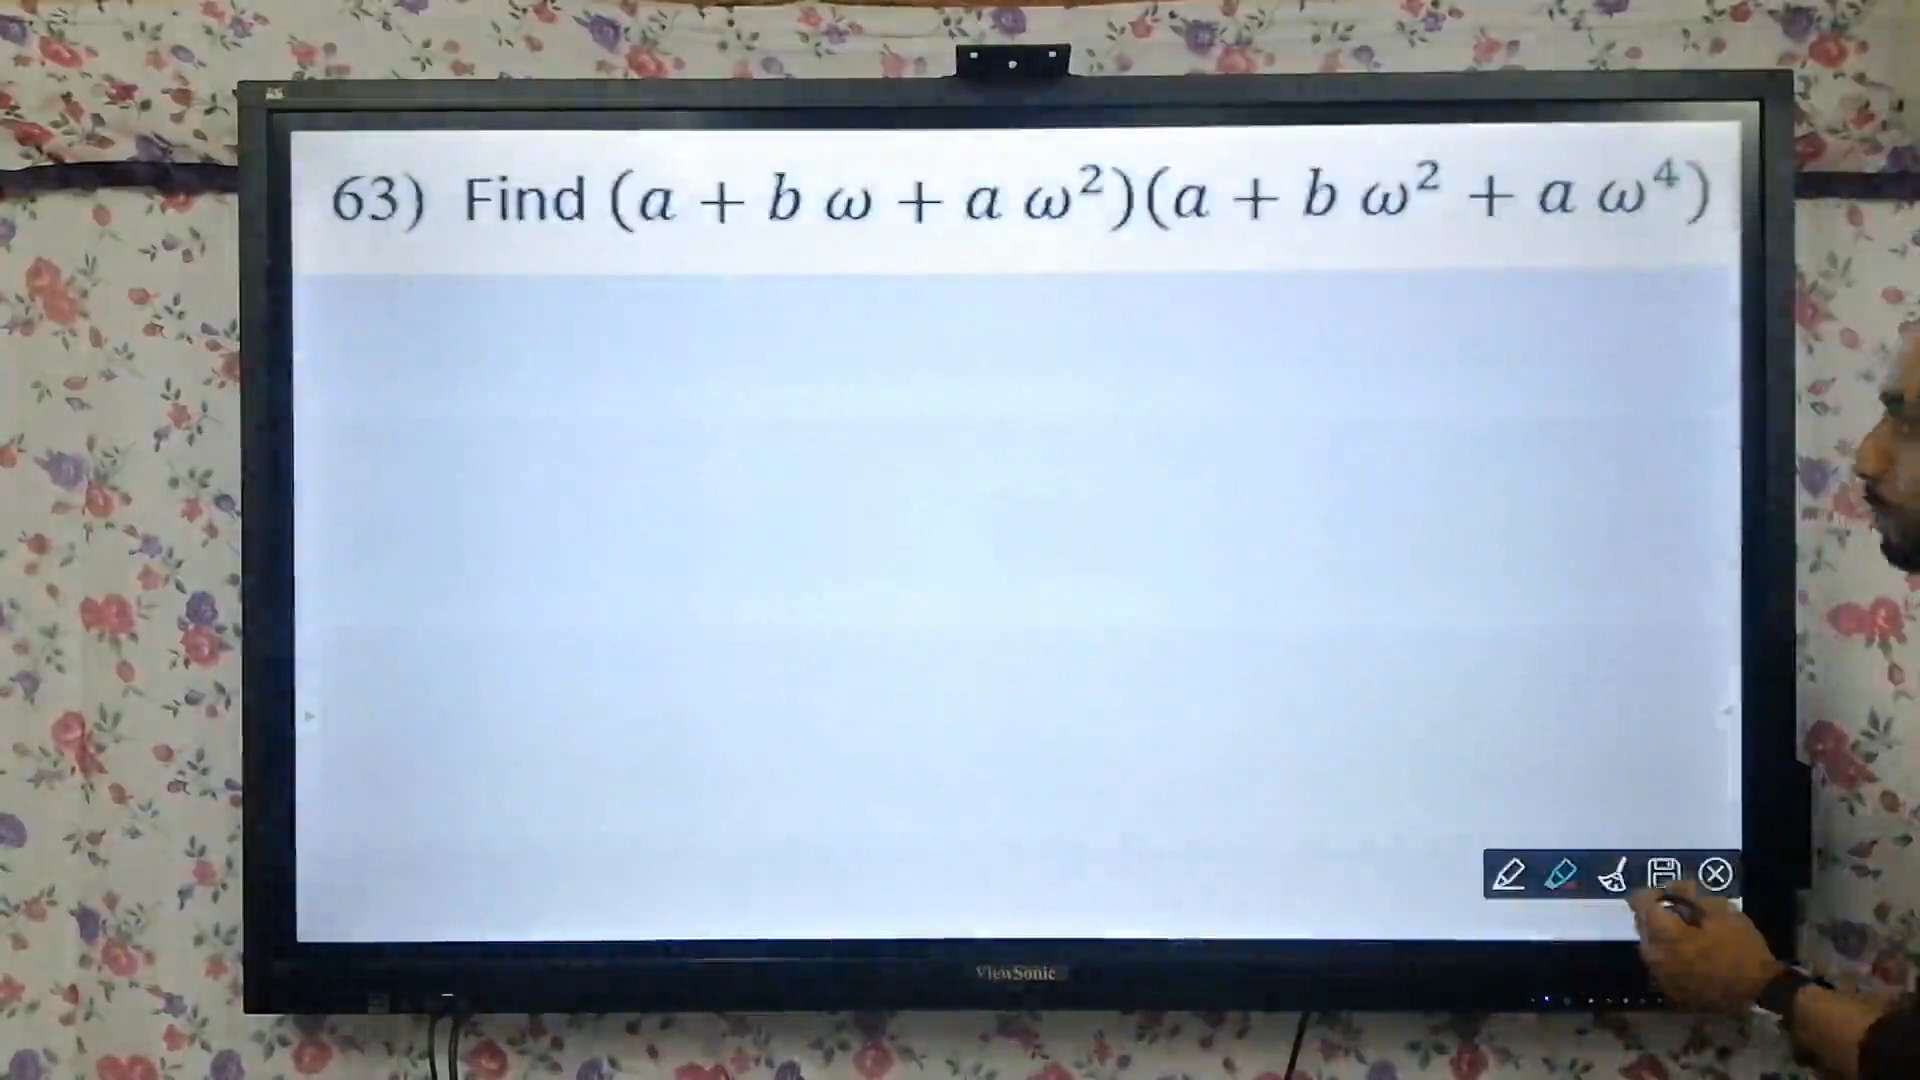 63) Find (a + b ω + a ω²)(a + b ω² + a ω⁴)
ViewSonic